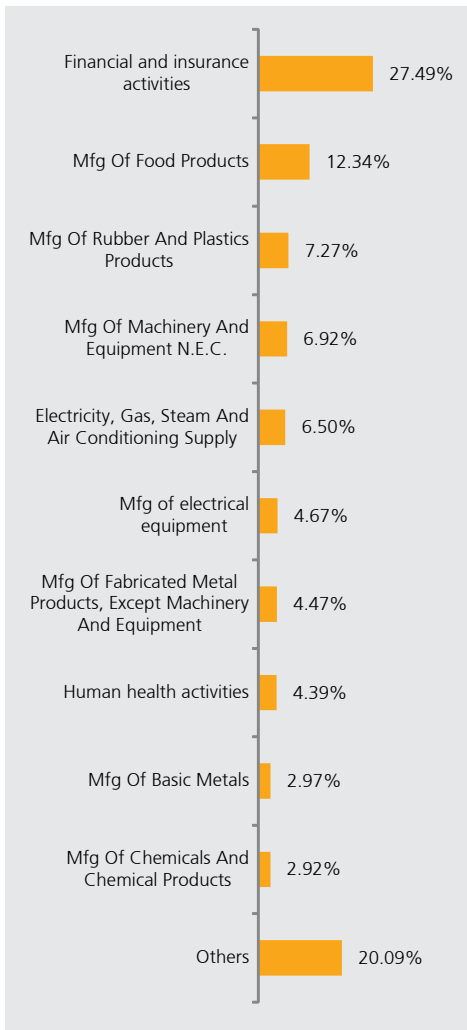 Financial and insurance
activities
27.49%
Mfg Of Food Products
12.34%
Mfg Of Rubber And Plastics
Products
7.27%
Mfg Of Machinery And
Equipment N.E.C.
6.92%
Electricity, Gas, Steam And
Air Conditioning Supply
6.50%
Mfg of electrical
equipment
4.67%
Mfg Of Fabricated Metal
Products, Except Machinery
And Equipment
4.47%
Human health activities
4.39%
Mfg Of Basic Metals
2.97%
Mfg Of Chemicals And
Chemical Products
2.92%
Others
20.09%